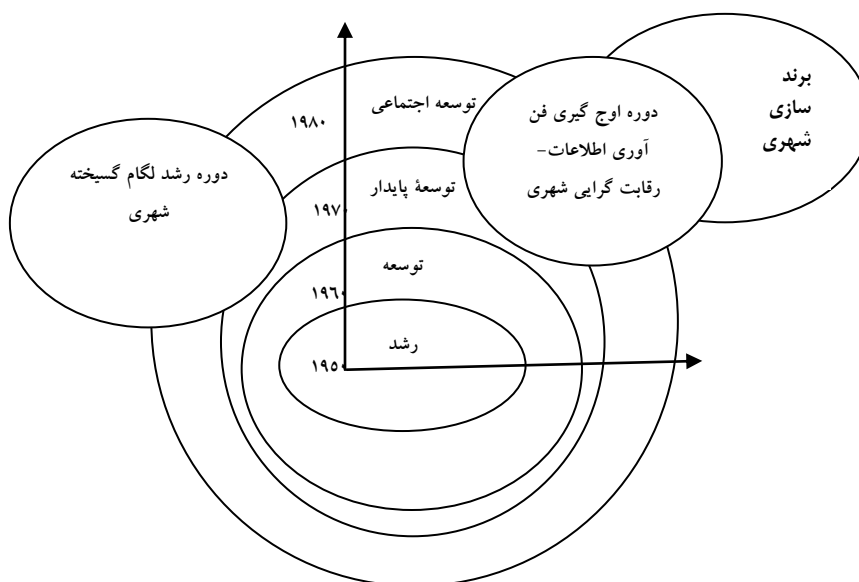 برند
سازی
شهری
دوره اوج گیری فن
آوری اطلاعات–
رقابت گرایی شهری
توسعه اجتماعی
۱۹۸۰
دوره رشد لگام گسیخته
شهری
توسعۀ پایدار
۱۹۷۰
توسعه
۱۹۶۰
رشد
۱۹۵۰